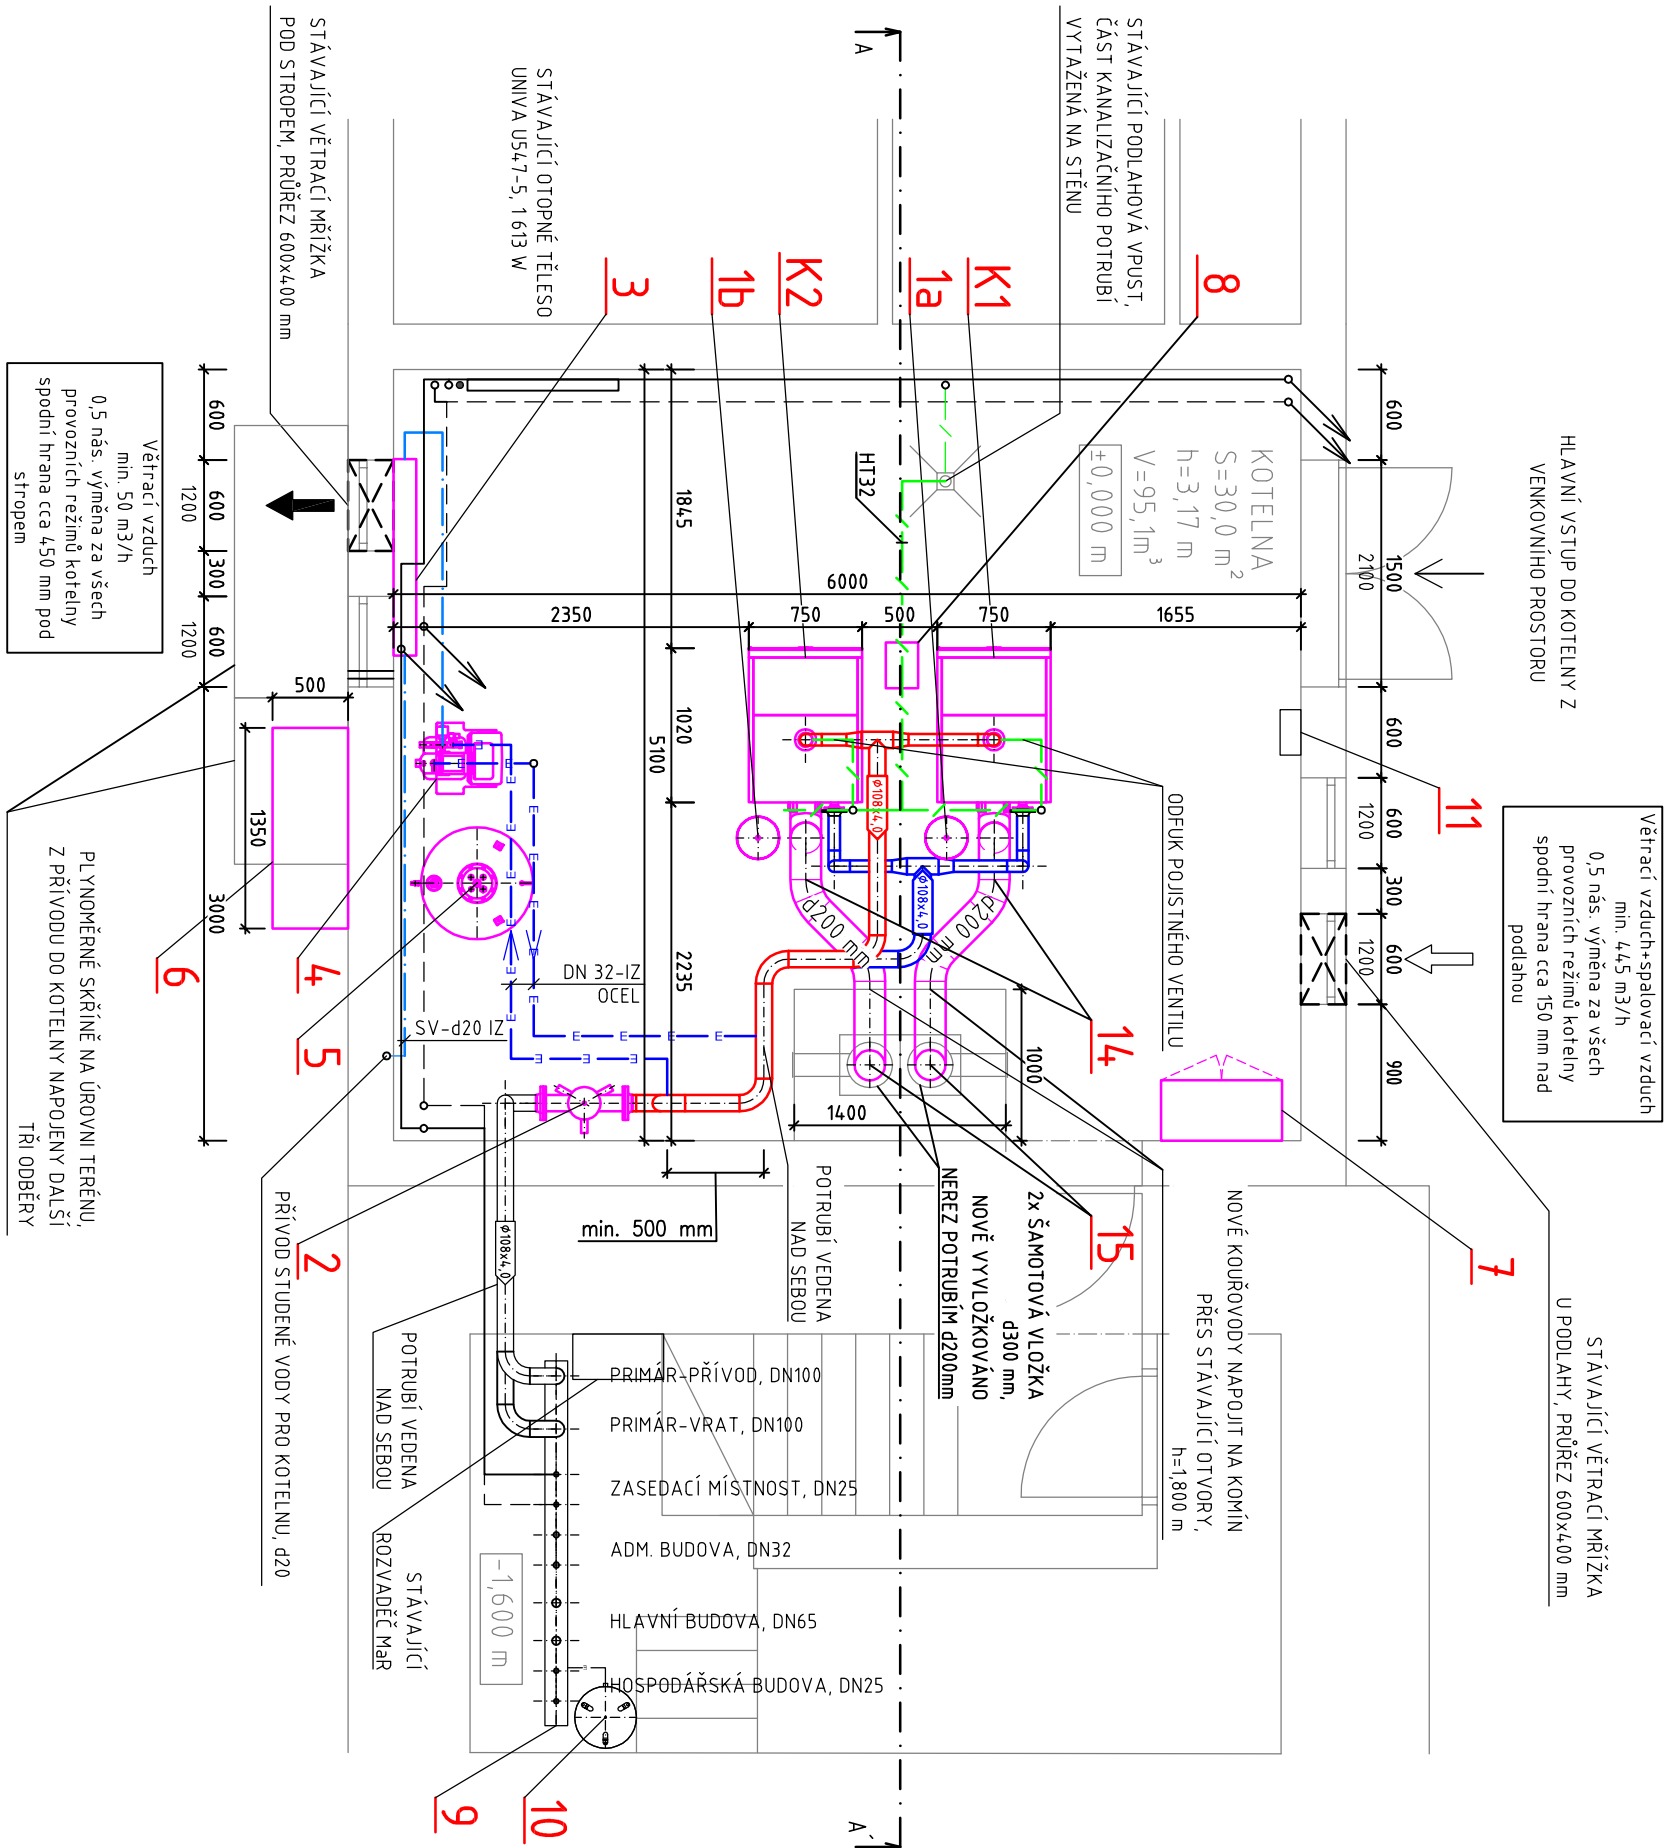 STÁVAJÍCÍ VĚTRACÍ MŘÍŽKA
POD STROPEM, PRŮŘEZ 600x400 mm
STÁVAJÍCÍ OTOPNÉ TĚLESO
UNIVA U547-5, 1 613 W
A
STÁVAJÍCÍ PODLAHOVÁ VPUST,
ČÁST KANALIZAČNÍHO POTRUBÍ
VYTAŽENÁ NA STĚNU
3
1b
K2
1a
K1
8
HLAVNÍ VSTUP DO KOTELNY Z
VENKOVNÍHO PROSTORU
Větrací vzduch
min. 50 m3/h
0,5 nás. výměna za všech
provozních režimů kotelny
spodní hrana cca 450 mm pod
stropem
600
600
1200
300
600
1200
3000
600
1500
2100
600
600
1200
300
600
1200
900
KOTELNA
S=30,0 m²
h=3,17 m
V=95,1m³
±0,000 m
HT32
1845
1020
2235
5100
6000
2350
750
500
750
1655
500
1350
11
Větrací vzduch+spalovací vzduch
min. 445 m3/h
0,5 nás. výměna za všech
provozních režimů kotelny
spodní hrana cca 150 mm nad
podlahou
ODFUK POJISTNÉHO VENTILU
ϕ108x4,0
ϕ108x4,0
d200 mm
d200 mm
DN 32-IZ
OCEL
SV-d20 IZ
1000
1400
6
4
5
14
15
7
2
PLYNOMĚRNÉ SKŘÍNĚ NA ÚROVNI TERÉNU,
Z PŘÍVODU DO KOTELNY NAPOJENY DALŠÍ
TŘI ODBĚRY
PŘÍVOD STUDENÉ VODY PRO KOTELNU, d20
min. 500 mm
POTRUBÍ VEDENA
NAD SEBOU
2x ŠAMOTOVÁ VLOŽKA
d300 mm,
NOVĚ VYVLOŽKOVÁNO
NEREZ POTRUBÍM d200mm
NOVÉ KOUŘOVODY NAPOJIT NA KOMÍN
PŘES STÁVAJÍCÍ OTVORY,
h=1,800 m
STÁVAJÍCÍ VĚTRACÍ MŘÍŽKA
U PODLAHY, PRŮŘEZ 600x400 mm
ϕ108x4,0
POTRUBÍ VEDENA
NAD SEBOU
STÁVAJÍCÍ
ROZVADĚČ MaR
PRIMÁR-PŘÍVOD, DN100
PRIMÁR-VRAT, DN100
ZASEDACÍ MÍSTNOST, DN25
ADM. BUDOVA, DN32
HLAVNÍ BUDOVA, DN65
HOSPODÁŘSKÁ BUDOVA, DN25
-1,600 m
9
10
A´